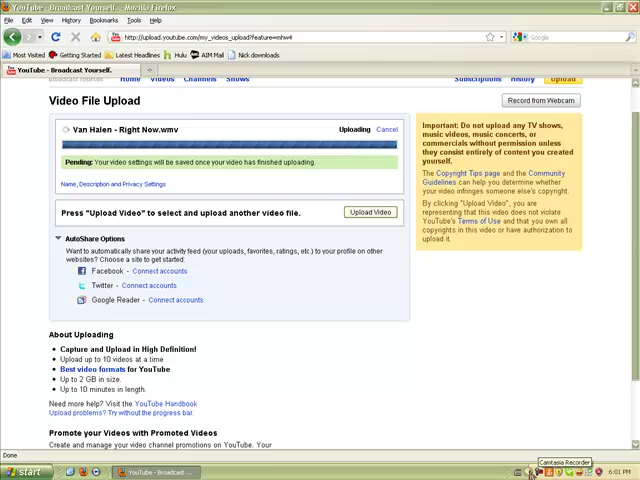 YouTube - Broadcast Yourself. - Mozilla Firefox
File Edit View History Bookmarks Tools Help
http://upload.youtube.com/my_videos_upload?feature=mhw4
Google
Most Visited Getting Started Latest Headlines Hulu AIM Mail Nick downloads
YouTube - Broadcast Yourself.
Broadcast Yourself Home Videos Channels Shows Subscriptions History Upload
Video File Upload
Record from Webcam
Van Halen - Right Now.wmv Uploading Cancel
Pending: Your video settings will be saved once your video has finished uploading.
Name, Description and Privacy Settings
Press "Upload Video" to select and upload another video file. Upload Video
AutoShare Options
Want to automatically share your activity feed (your uploads, favorites, ratings, etc.) to your profile on other
websites? Choose a site to get started:
Facebook - Connect accounts
Twitter - Connect accounts
Google Reader - Connect accounts
Important: Do not upload any TV shows,
music videos, music concerts, or
commercials without permission unless
they consist entirely of content you created
yourself.
The Copyright Tips page and the Community
Guidelines can help you determine whether
your video infringes someone else's copyright.
By clicking "Upload Video", you are
representing that this video does not violate
YouTube's Terms of Use and that you own all
copyrights in this video or have authorization to
upload it.
About Uploading
• Capture and Upload in High Definition!
• Upload up to 10 videos at a time
• Best video formats for YouTube
• Up to 2 GB in size.
• Up to 10 minutes in length.
Need more help? Visit the YouTube Handbook
Upload problems? Try without the progress bar.
Promote your Videos with Promoted Videos
Create and manage your video channel promotions on YouTube. Your
Done
Camtasia Recorder
start
YouTube - Broadcast ...
6:01 PM